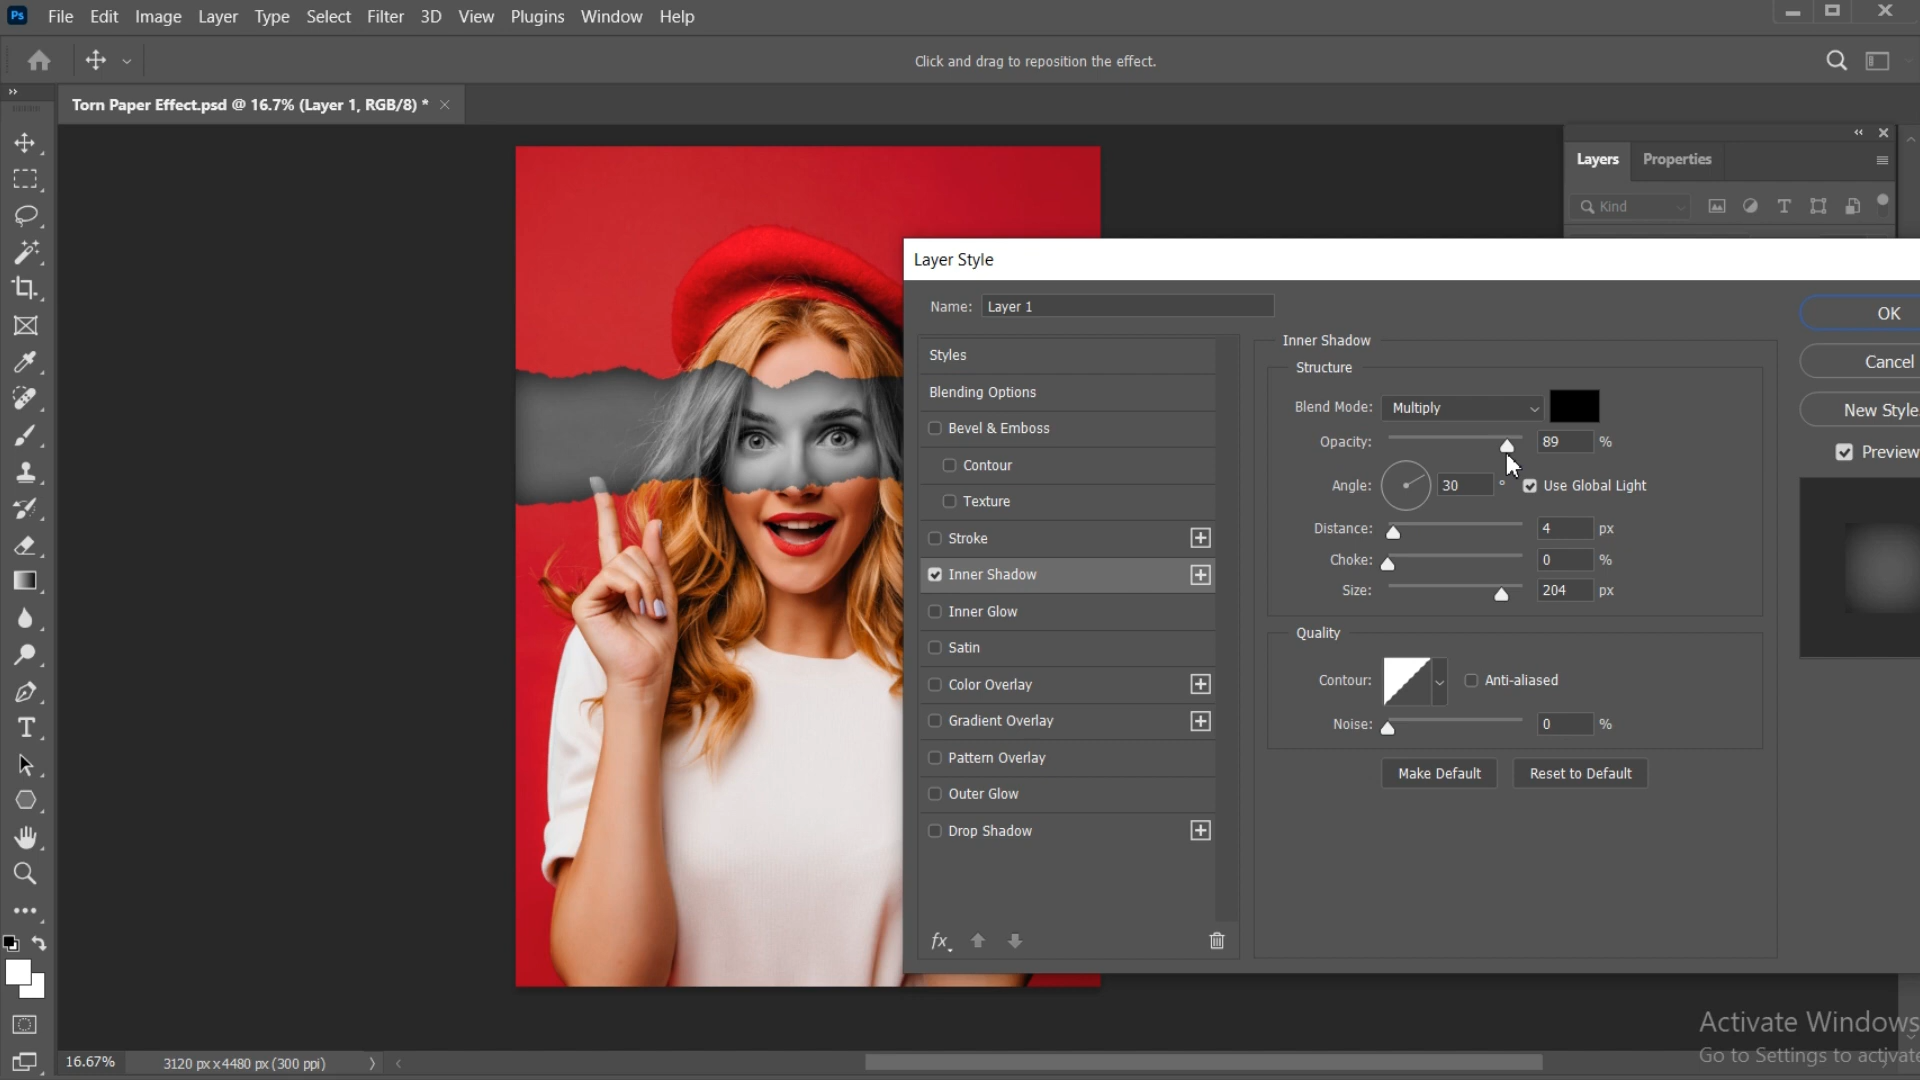 Ps File Edit Image Layer Type Select Filter 3D View Plugins Window Help
Click and drag to reposition the effect.
Torn Paper Effect.psd @ 16.7% (Layer 1, RGB/8) *
Layers Properties
Kind
Layer Style
Name: Layer 1
Styles
Blending Options
Bevel & Emboss
Contour
Texture
Stroke
Inner Shadow
Inner Glow
Satin
Color Overlay
Gradient Overlay
Pattern Overlay
Outer Glow
Drop Shadow
fx
Inner Shadow
Structure
Blend Mode: Multiply
Opacity: 89 %
Angle: 30 ° Use Global Light
Distance: 4 px
Choke: 0 %
Size: 204 px
Quality
Contour: Anti-aliased
Noise: 0 %
Make Default Reset to Default
OK
Cancel
New Style
Preview
Activate Windows
Go to Settings to activate
16.67% 3120 px x 4480 px (300 ppi)